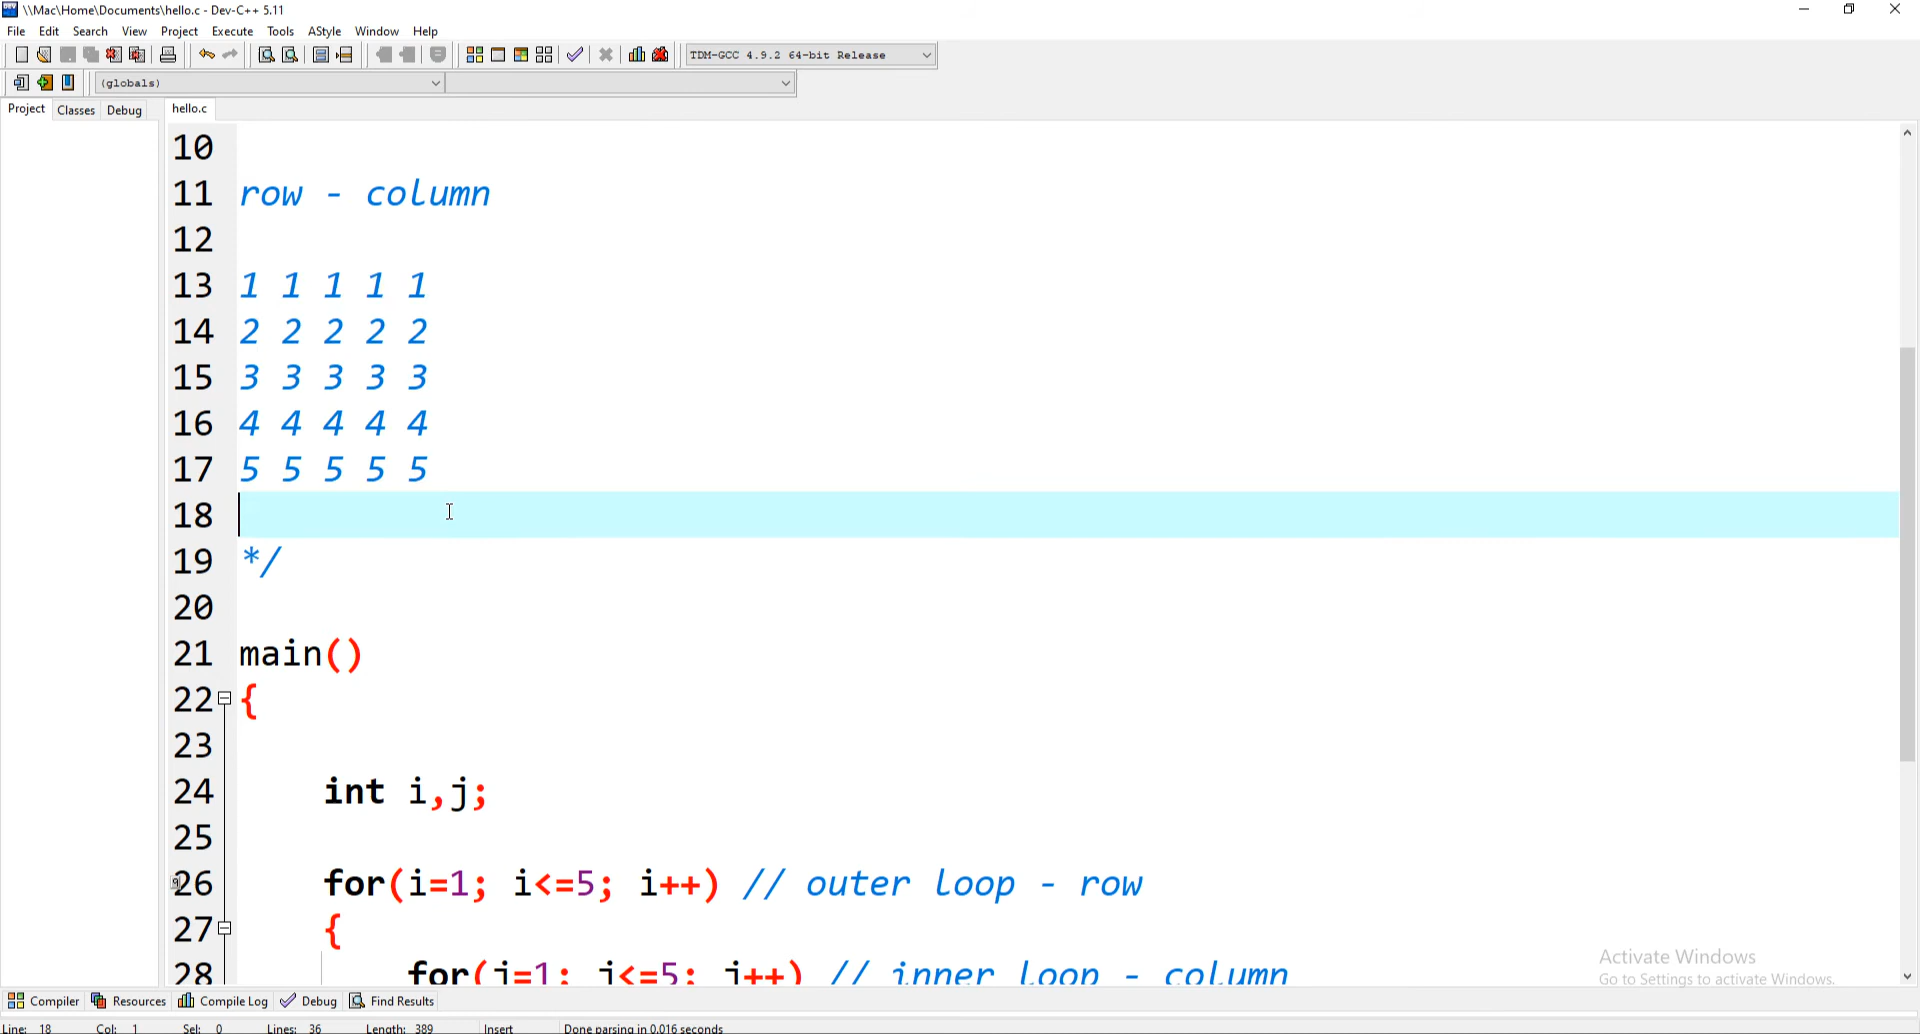 \\Mac\Home\Documents\hello.c - Dev-C++ 5.11
File Edit Search View Project Execute Tools AStyle Window Help
TDM-GCC 4.9.2 64-bit Release
(globals)
Project Classes Debug hello.c
10
11 row - column
12
13 1 1 1 1 1
14 2 2 2 2 2
15 3 3 3 3 3
16 4 4 4 4 4
17 5 5 5 5 5
18
19 */
20
21 main()
22 {
23
24 int i,j;
25
26 for(i=1; i<=5; i++) // outer loop - row
27 {
28 for(j=1; j<=5; j++) // inner loop - column
Activate Windows
Go to Settings to activate Windows.
Compiler Resources Compile Log Debug Find Results
Line: 18 Col: 1 Sel: 0 Lines: 36 Length: 389 Insert Done parsing in 0.016 seconds